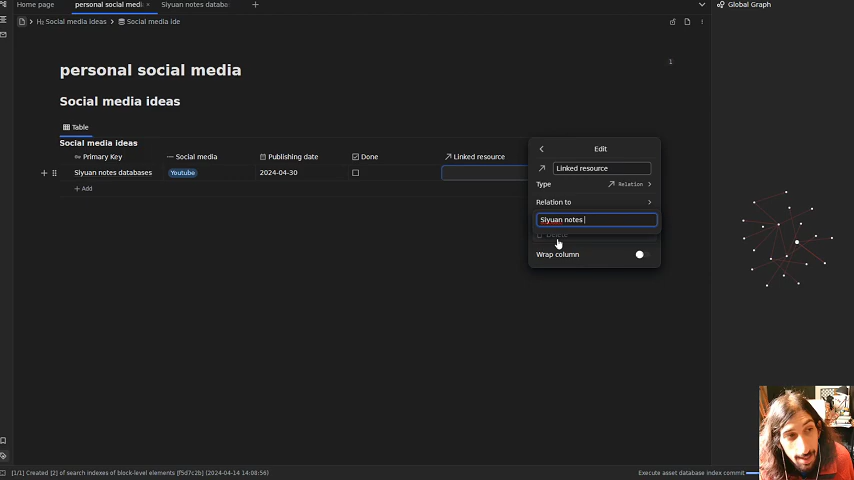 Home page
personal social medi
Siyuan notes databa
Global Graph
H₂ Social media ideas
Social media ide
personal social media
1
Social media ideas
Table
Social media ideas
Primary Key
Social media
Publishing date
Done
Linked resource
Siyuan notes databases
Youtube
2024-04-30
Add
Edit
Linked resource
Type
Relation
Relation to
Siyuan notes
Delete
Wrap column
[1/1] Created [2] of search indexes of block-level elements [f5d7c2b] (2024-04-14 14:08:56)
Execute asset database index commit